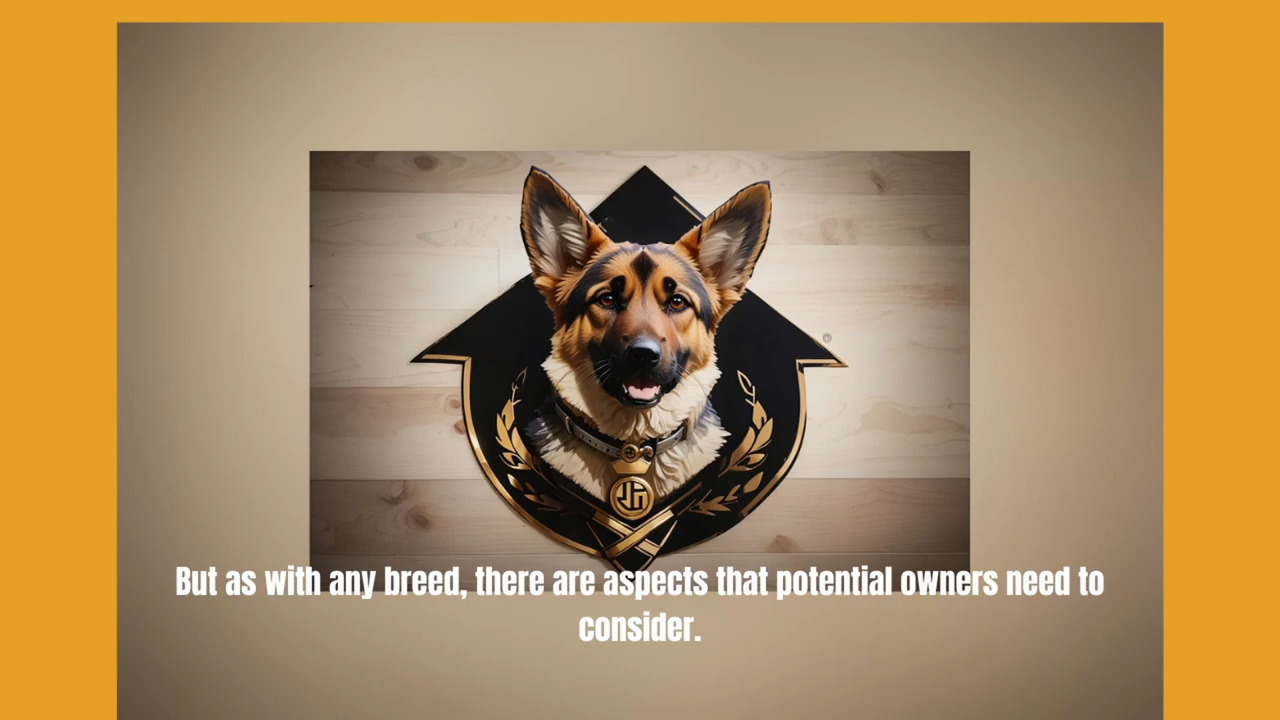 But as with any breed, there are aspects that potential owners need to
consider.